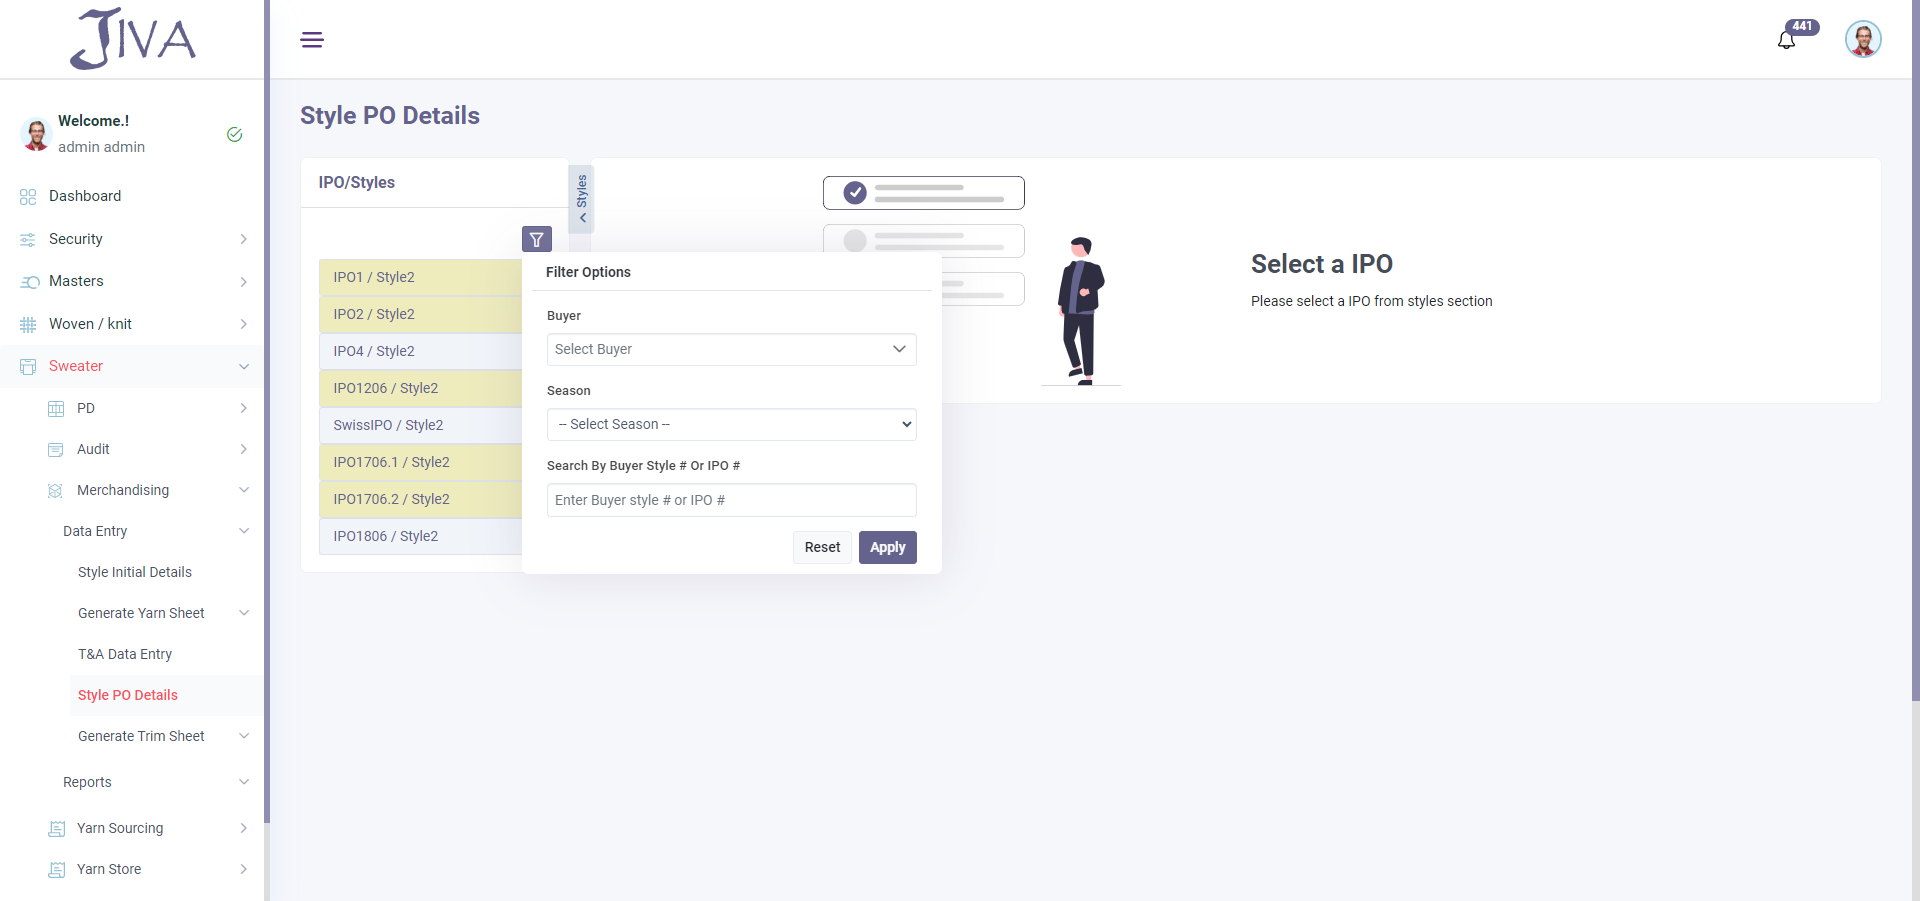 JIVA
441
Welcome.!
admin admin
Dashboard
Security
Masters
Woven / knit
Sweater
PD
Audit
Merchandising
Data Entry
Style Initial Details
Generate Yarn Sheet
T&A Data Entry
Style PO Details
Generate Trim Sheet
Reports
Yarn Sourcing
Yarn Store
Style PO Details
IPO/Styles
Styles
IPO1 / Style2
IPO2 / Style2
IPO4 / Style2
IPO1206 / Style2
SwissIPO / Style2
IPO1706.1 / Style2
IPO1706.2 / Style2
IPO1806 / Style2
Filter Options
Buyer
Select Buyer
Season
-- Select Season --
Search By Buyer Style # Or IPO #
Enter Buyer style # or IPO #
Reset
Apply
Select a IPO
Please select a IPO from styles section